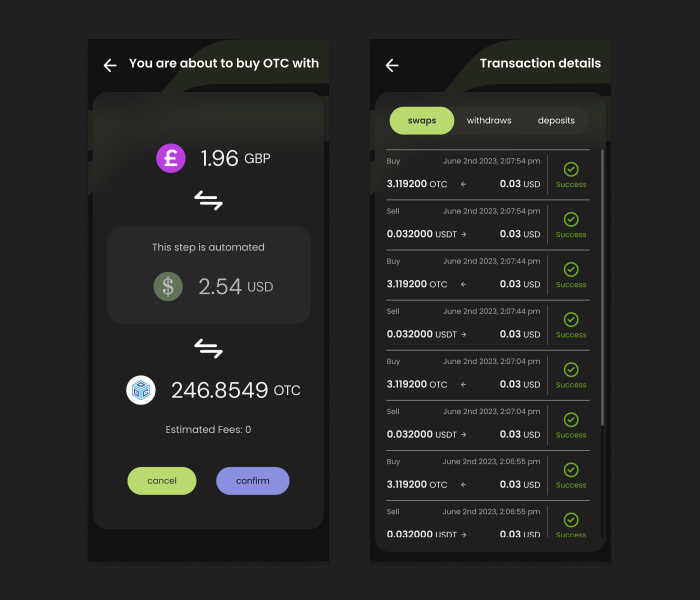 You are about to buy OTC with
£ 1.96 GBP
This step is automated
$ 2.54 USD
246.8549 OTC
Estimated Fees: 0
cancel confirm
Transaction details
swaps withdraws deposits
Buy June 2nd 2023, 2:07:54 pm
3.119200 OTC ← 0.03 USD Success
Sell June 2nd 2023, 2:07:54 pm
0.032000 USDT → 0.03 USD Success
Buy June 2nd 2023, 2:07:44 pm
3.119200 OTC ← 0.03 USD Success
Sell June 2nd 2023, 2:07:44 pm
0.032000 USDT → 0.03 USD Success
Buy June 2nd 2023, 2:07:04 pm
3.119200 OTC ← 0.03 USD Success
Sell June 2nd 2023, 2:07:04 pm
0.032000 USDT → 0.03 USD Success
Buy June 2nd 2023, 2:06:55 pm
3.119200 OTC ← 0.03 USD Success
Sell June 2nd 2023, 2:06:55 pm
0.032000 USDT → 0.03 USD Success